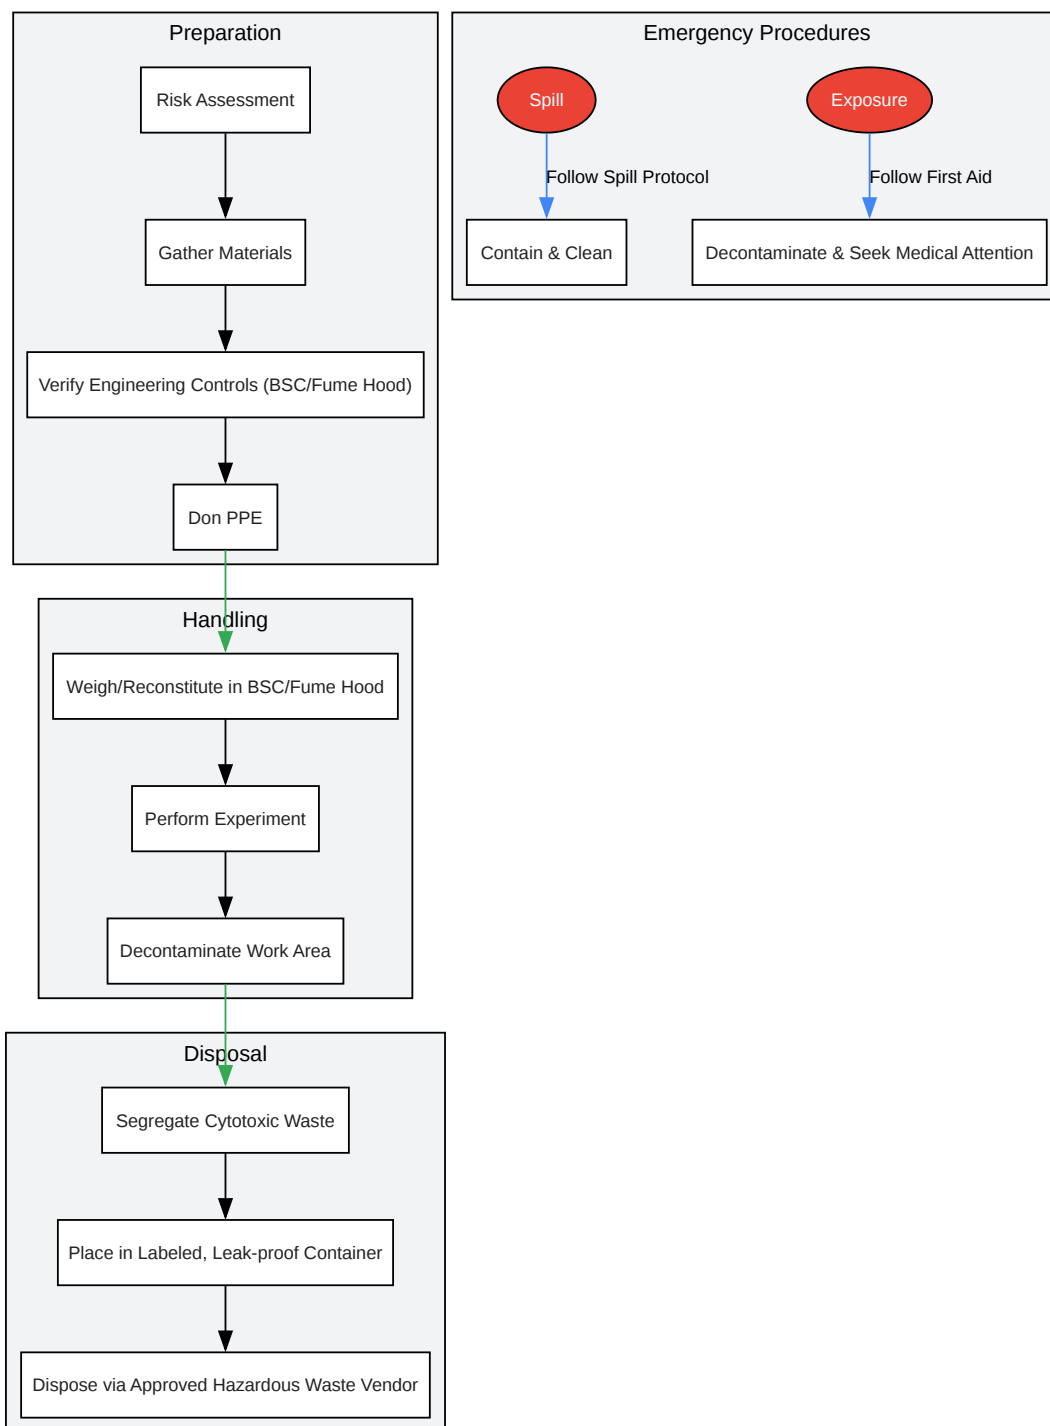 Preparation
Risk Assessment
Gather Materials
Verify Engineering Controls (BSC/Fume Hood)
Don PPE
Handling
Weigh/Reconstitute in BSC/Fume Hood
Perform Experiment
Decontaminate Work Area
Disposal
Segregate Cytotoxic Waste
Place in Labeled, Leak-proof Container
Dispose via Approved Hazardous Waste Vendor
Emergency Procedures
Spill
Follow Spill Protocol
Contain & Clean
Exposure
Follow First Aid
Decontaminate & Seek Medical Attention